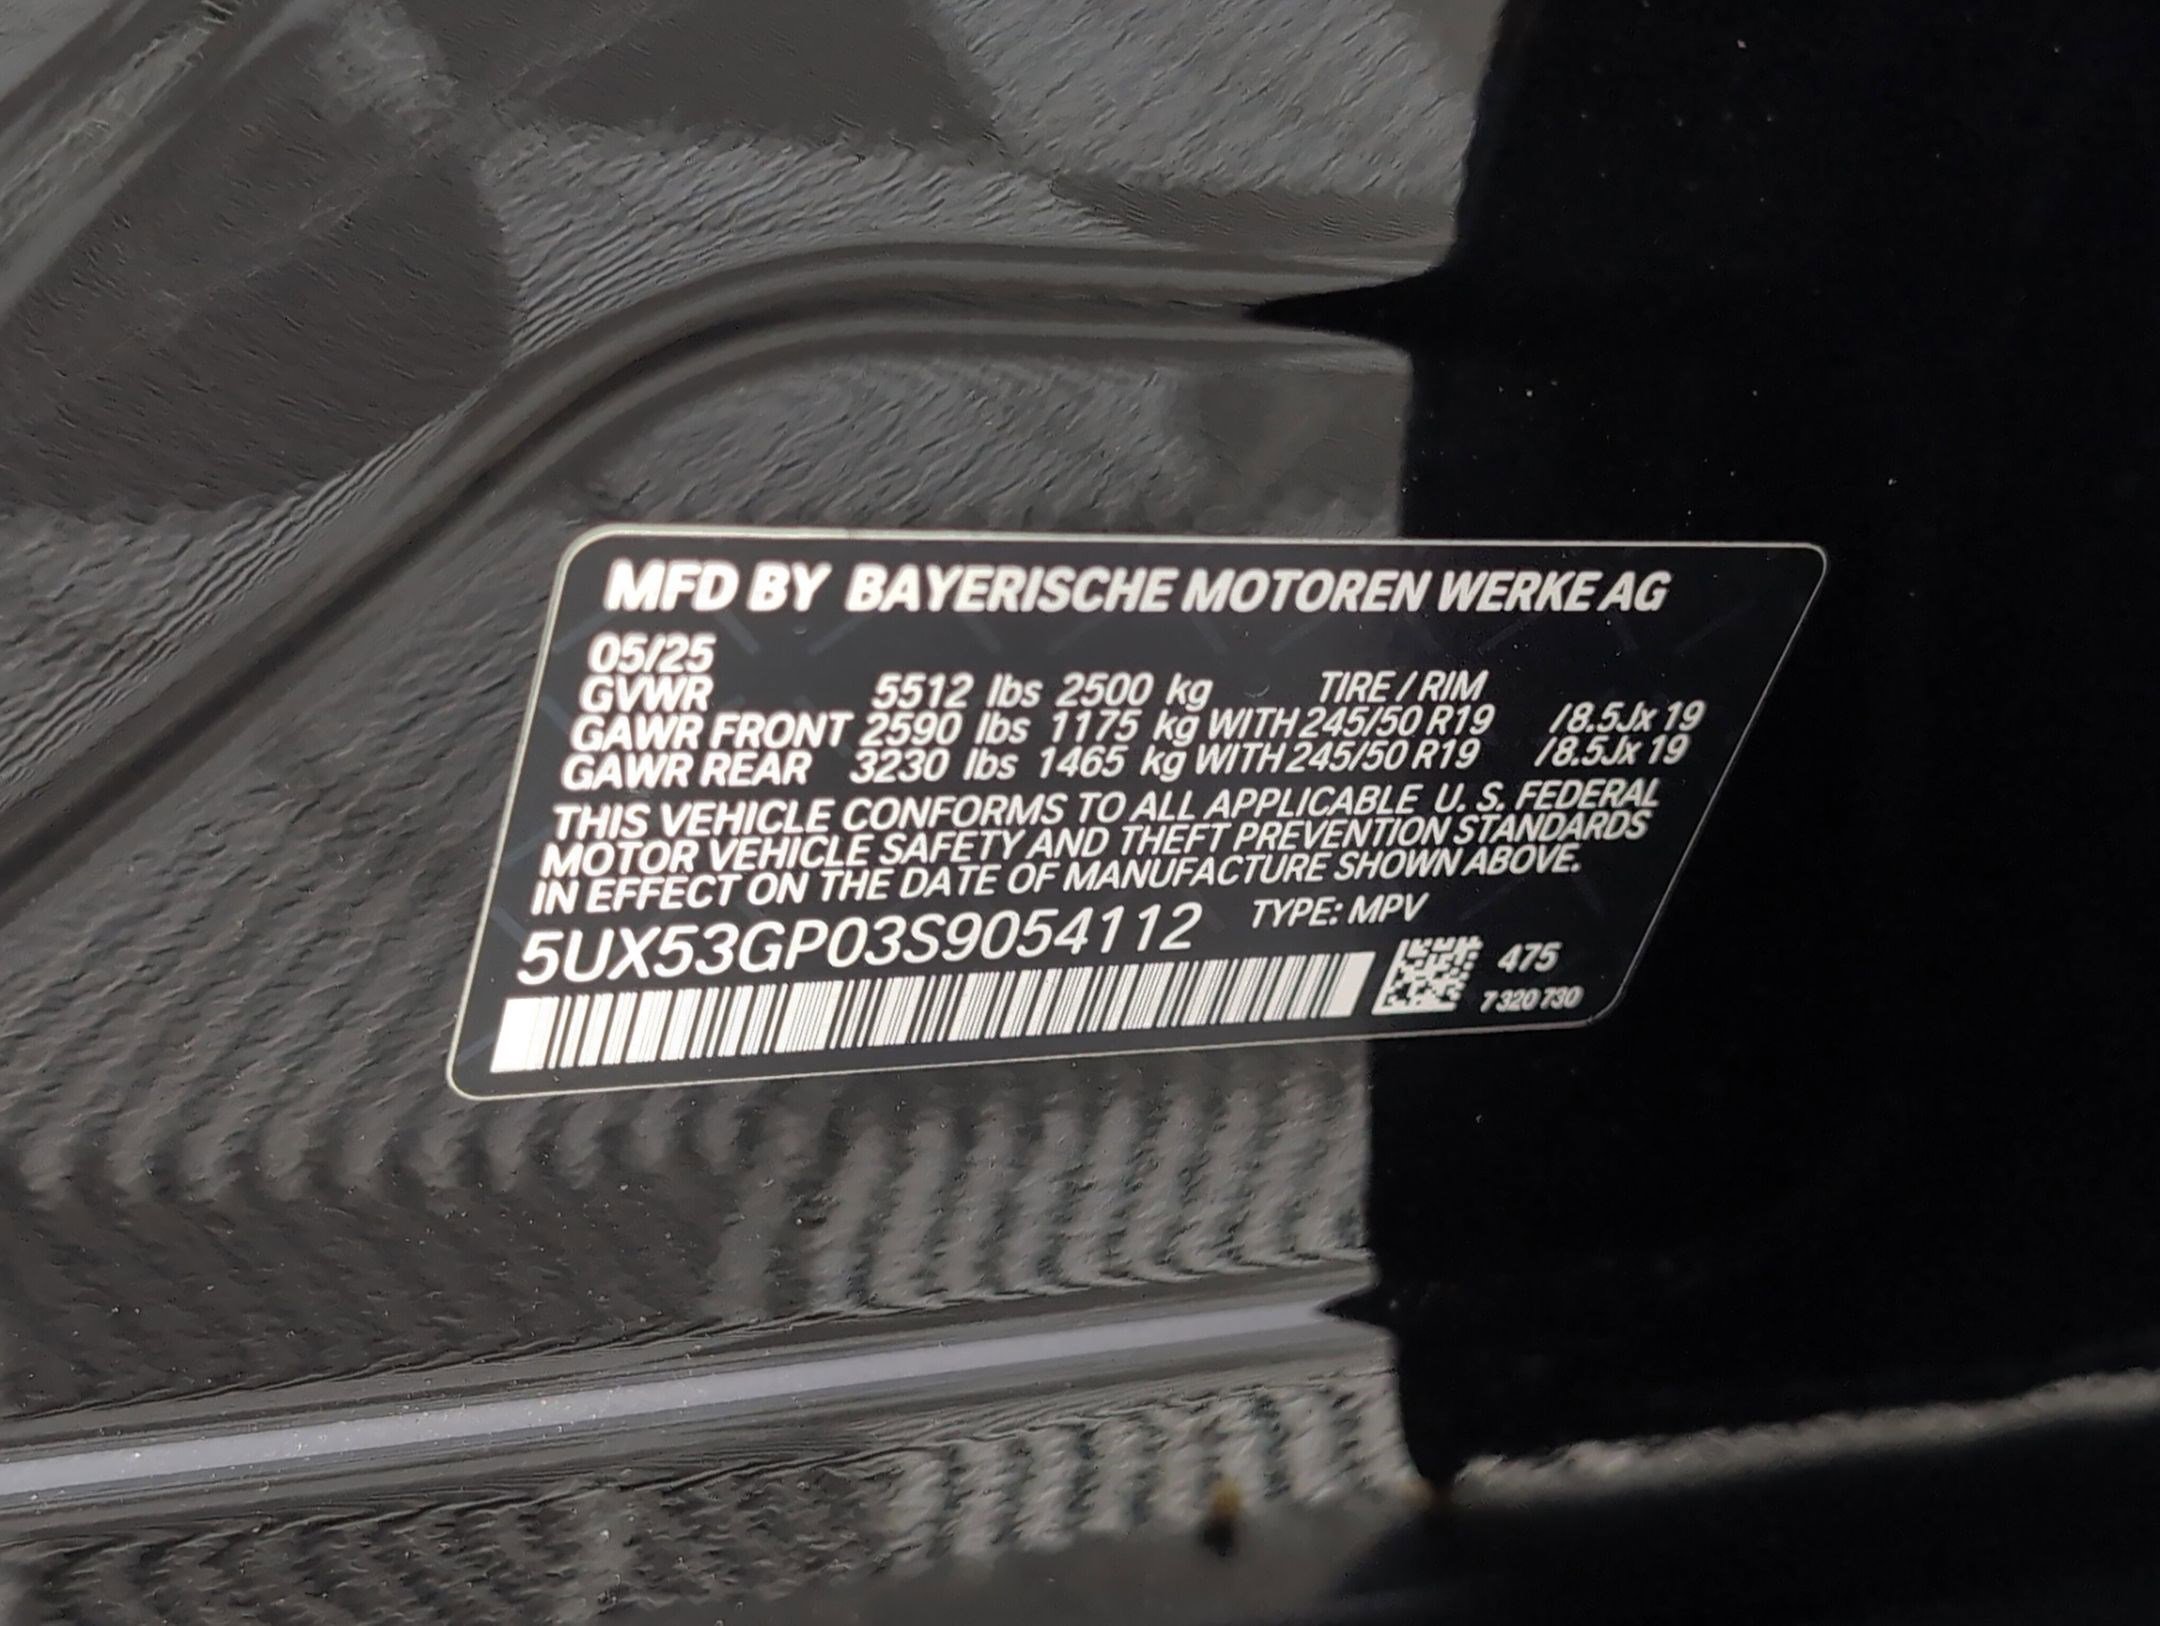 MFD BY BAYERISCHE MOTOREN WERKE AG
05/25
GVWR 5512 lbs 2500 kg TIRE / RIM
GAWR FRONT 2590 lbs 1175 kg WITH 245/50 R19 /8.5Jx 19
GAWR REAR 3230 lbs 1465 kg WITH 245/50 R19 /8.5Jx 19
THIS VEHICLE CONFORMS TO ALL APPLICABLE U. S. FEDERAL
MOTOR VEHICLE SAFETY AND THEFT PREVENTION STANDARDS
IN EFFECT ON THE DATE OF MANUFACTURE SHOWN ABOVE.
5UX53GP03S9054112 TYPE: MPV
475
7 320 730